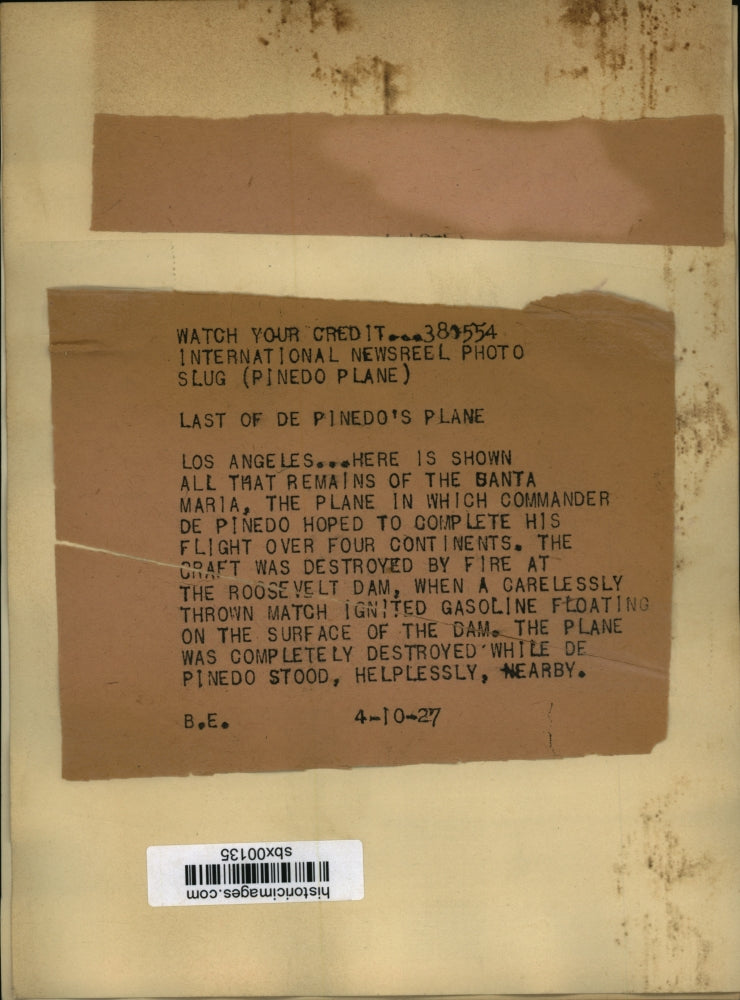 WATCH YOUR CREDIT...381554
INTERNATIONAL NEWSREEL PHOTO
SLUG (PINEDO PLANE)
LAST OF DE PINEDO'S PLANE
LOS ANGELES...HERE IS SHOWN
ALL THAT REMAINS OF THE SANTA
MARIA, THE PLANE IN WHICH COMMANDER
DE PINEDO HOPED TO COMPLETE HIS
FLIGHT OVER FOUR CONTINENTS. THE
CRAFT WAS DESTROYED BY FIRE AT
THE ROOSEVELT DAM, WHEN A CARELESSLY
THROWN MATCH IGNITED GASOLINE FLOATING
ON THE SURFACE OF THE DAM. THE PLANE
WAS COMPLETELY DESTROYED WHILE DE
PINEDO STOOD, HELPLESSLY, NEARBY.
B.E. 4-10-27
historicimages.com
sbx00135